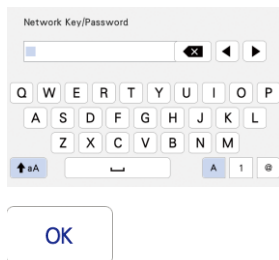 Network Key/Password
Q W E R T Y U I O P
A S D F G H J K L
Z X C V B N M
aA A 1 @
OK